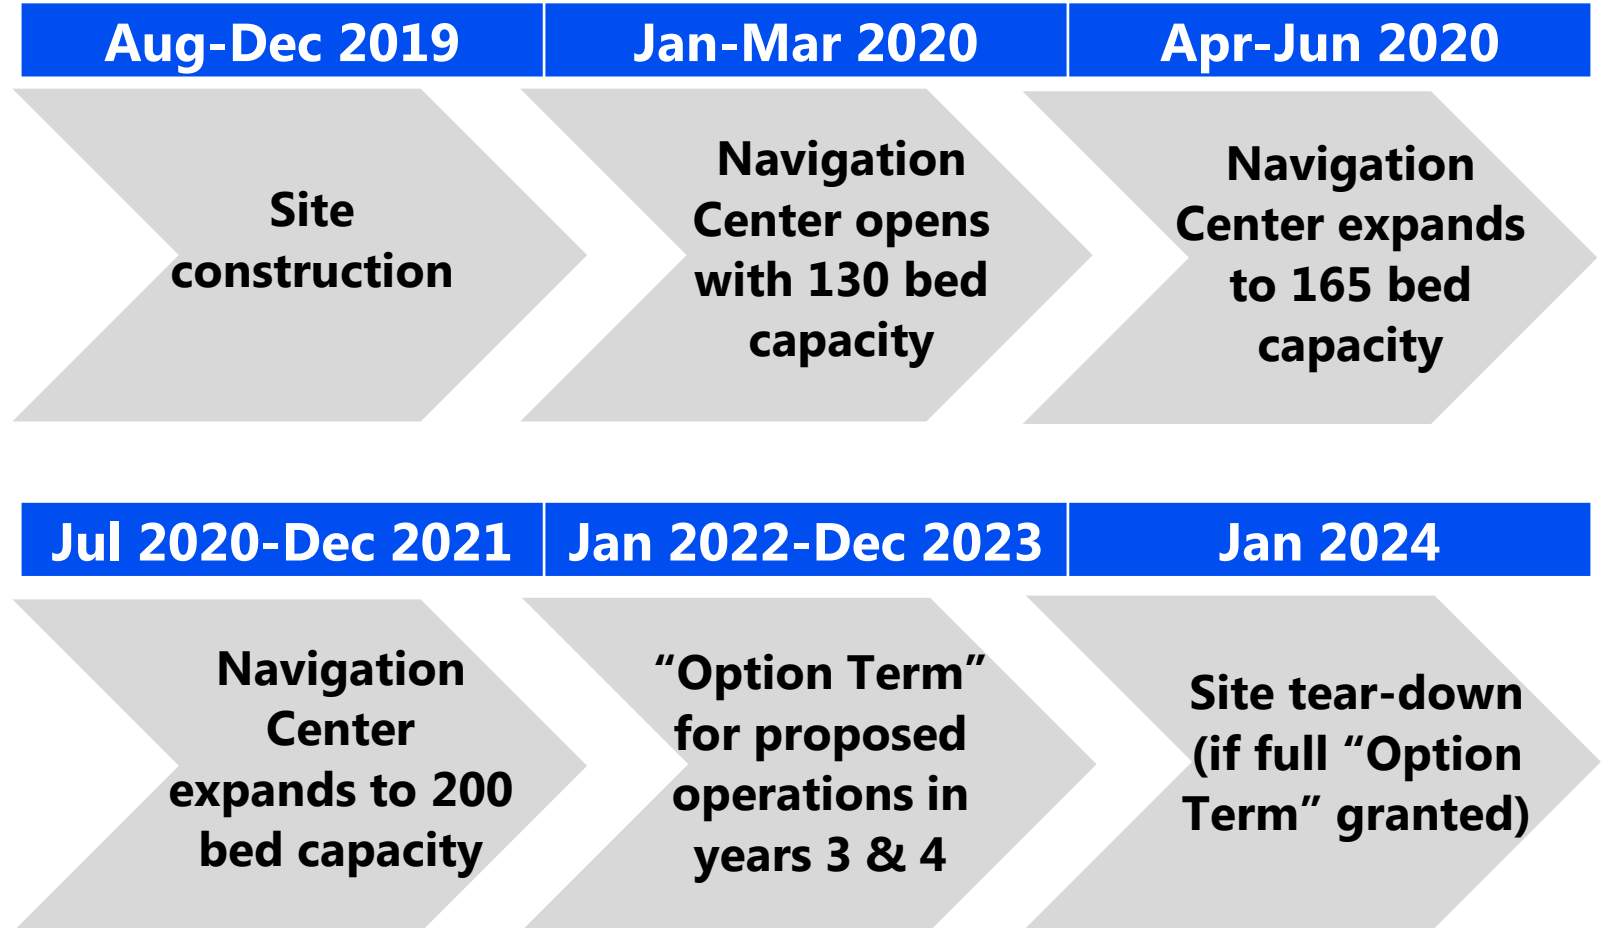 Aug-Dec 2019
Jan-Mar 2020
Apr-Jun 2020
Site
construction
Navigation
Center opens
with 130 bed
capacity
Navigation
Center expands
to 165 bed
capacity
Jul 2020-Dec 2021
Jan 2022-Dec 2023
Jan 2024
Navigation
Center
expands to 200
bed capacity
“Option Term”
for proposed
operations in
years 3 & 4
Site tear-down
(if full “Option
Term” granted)